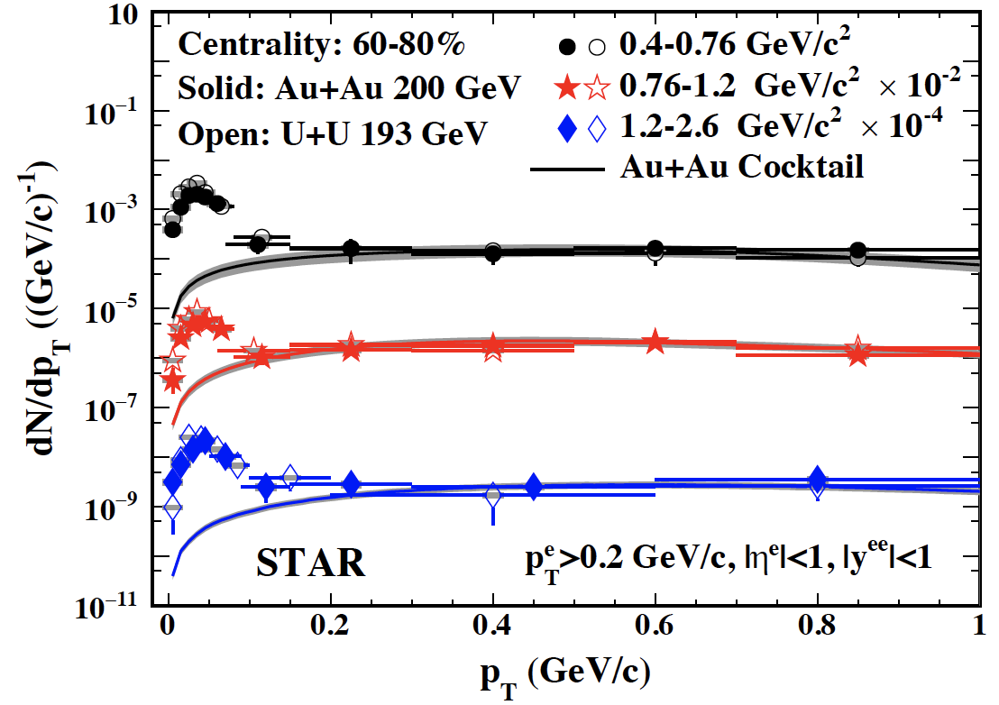 Centrality: 60-80%
Solid: Au+Au 200 GeV
Open: U+U 193 GeV
0.4-0.76 GeV/c²
0.76-1.2 GeV/c² × 10⁻²
1.2-2.6 GeV/c² × 10⁻⁴
Au+Au Cocktail
dN/dp_T ((GeV/c)⁻¹)
10
10⁻¹
10⁻³
10⁻⁵
10⁻⁷
10⁻⁹
10⁻¹¹
STAR
p_T^e>0.2 GeV/c, |η^e|<1, |y^ee|<1
0 0.2 0.4 0.6 0.8 1
p_T (GeV/c)